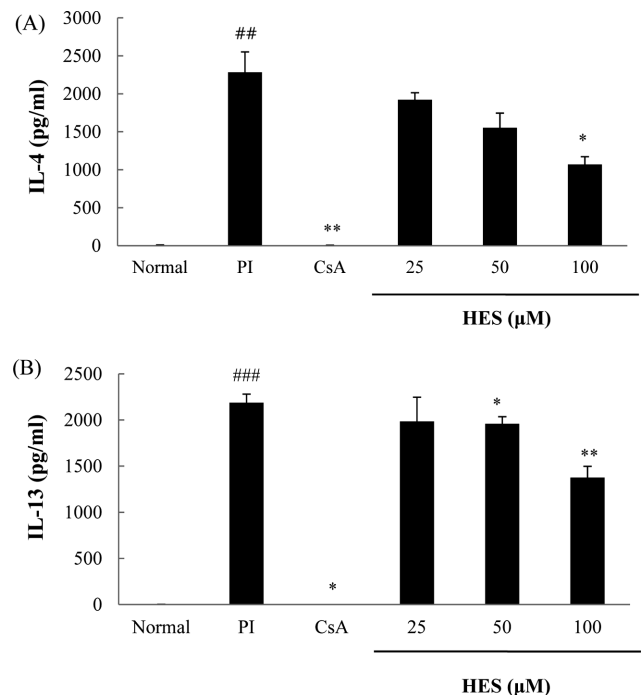 (A)
IL-4 (pg/ml)
3000
2500
2000
1500
1000
500
0
##
**
*
Normal PI CsA 25 50 100
HES (μM)
(B)
IL-13 (pg/ml)
2500
2000
1500
1000
500
0
###
*
*
**
Normal PI CsA 25 50 100
HES (μM)